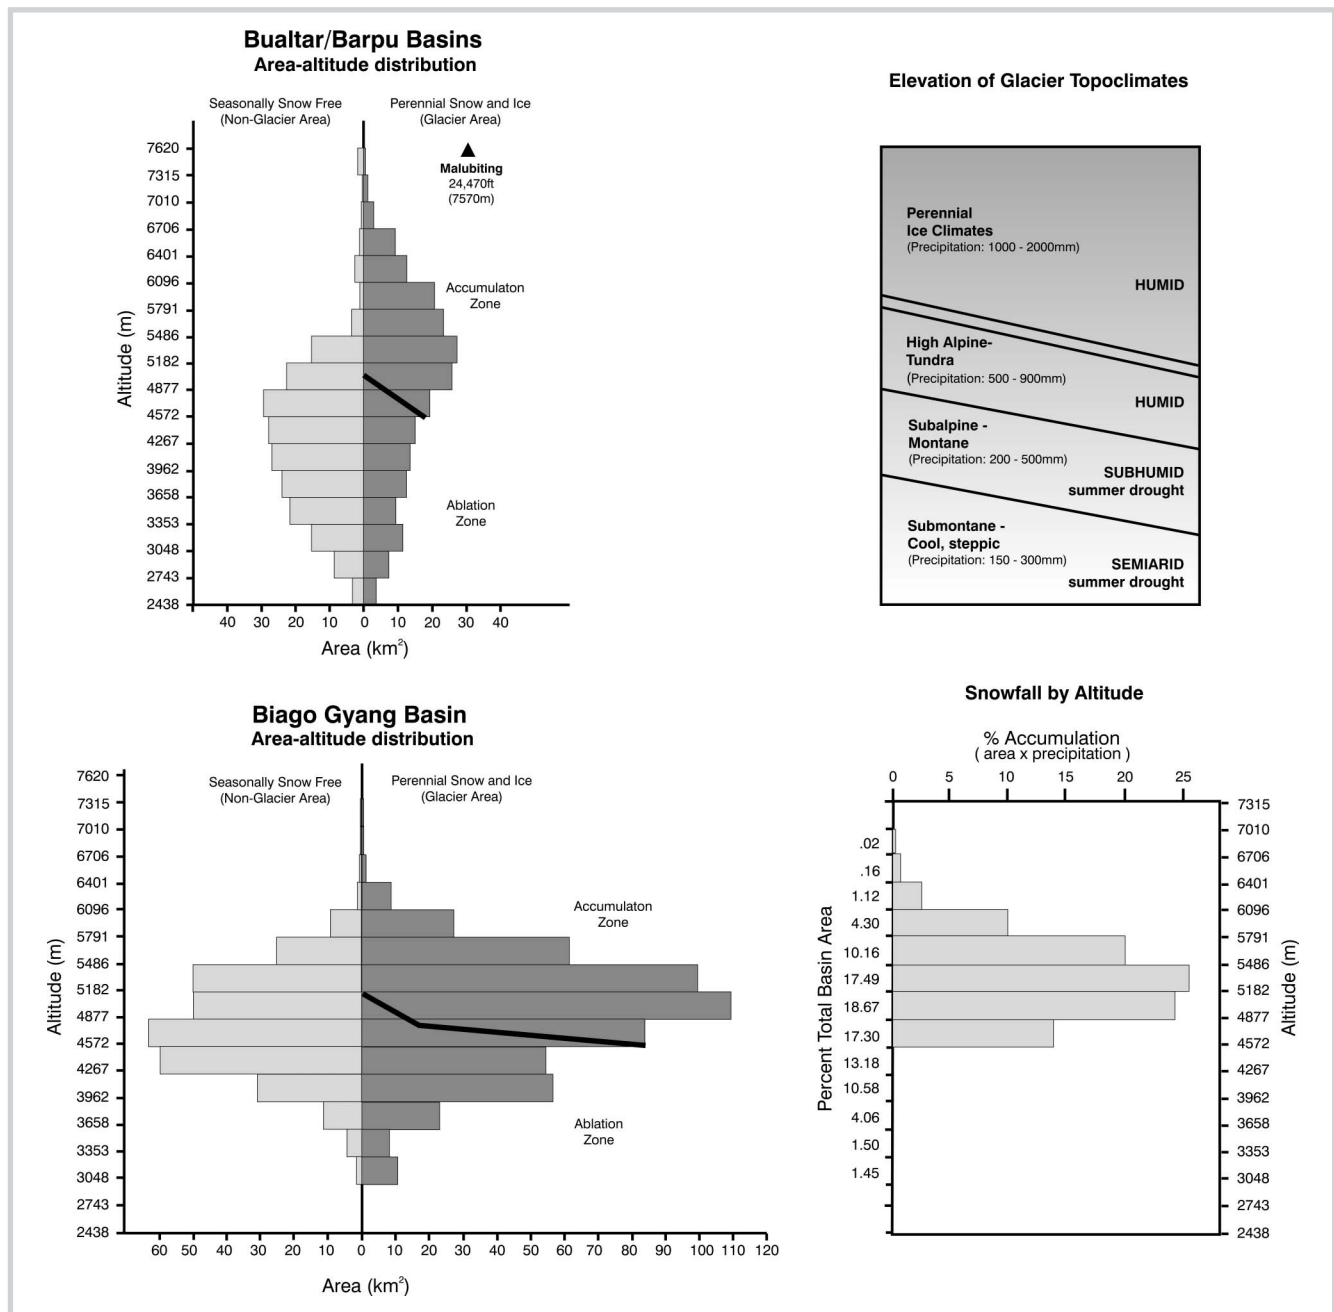 Bualtar/Barpu Basins
Area-altitude distribution
Seasonally Snow Free
(Non-Glacier Area)
Perennial Snow and Ice
(Glacier Area)
Malubiting
24,470ft
(7570m)
Accumulaton
Zone
Ablation
Zone
Altitude (m)
7620
7315
7010
6706
6401
6096
5791
5486
5182
4877
4572
4267
3962
3658
3353
3048
2743
2438
40 30 20 10 0 10 20 30 40
Area (km²)
Elevation of Glacier Topoclimates
Perennial
Ice Climates
(Precipitation: 1000 - 2000mm)
HUMID
High Alpine-
Tundra
(Precipitation: 500 - 900mm)
HUMID
Subalpine -
Montane
(Precipitation: 200 - 500mm)
SUBHUMID
summer drought
Submontane -
Cool, steppic
(Precipitation: 150 - 300mm)
SEMIARID
summer drought
Biago Gyang Basin
Area-altitude distribution
Seasonally Snow Free
(Non-Glacier Area)
Perennial Snow and Ice
(Glacier Area)
Accumulaton
Zone
Ablation
Zone
Altitude (m)
7620
7315
7010
6706
6401
6096
5791
5486
5182
4877
4572
4267
3962
3658
3353
3048
2743
2438
60 50 40 30 20 10 0 10 20 30 40 50 60 70 80 90 100 110 120
Area (km²)
Snowfall by Altitude
% Accumulation
( area x precipitation )
0 5 10 15 20 25
Percent Total Basin Area
.02
.16
1.12
4.30
10.16
17.49
18.67
17.30
13.18
10.58
4.06
1.50
1.45
7315
7010
6706
6401
6096
5791
5486
5182
4877
4572
4267
3962
3658
3353
3048
2743
2438
Altitude (m)